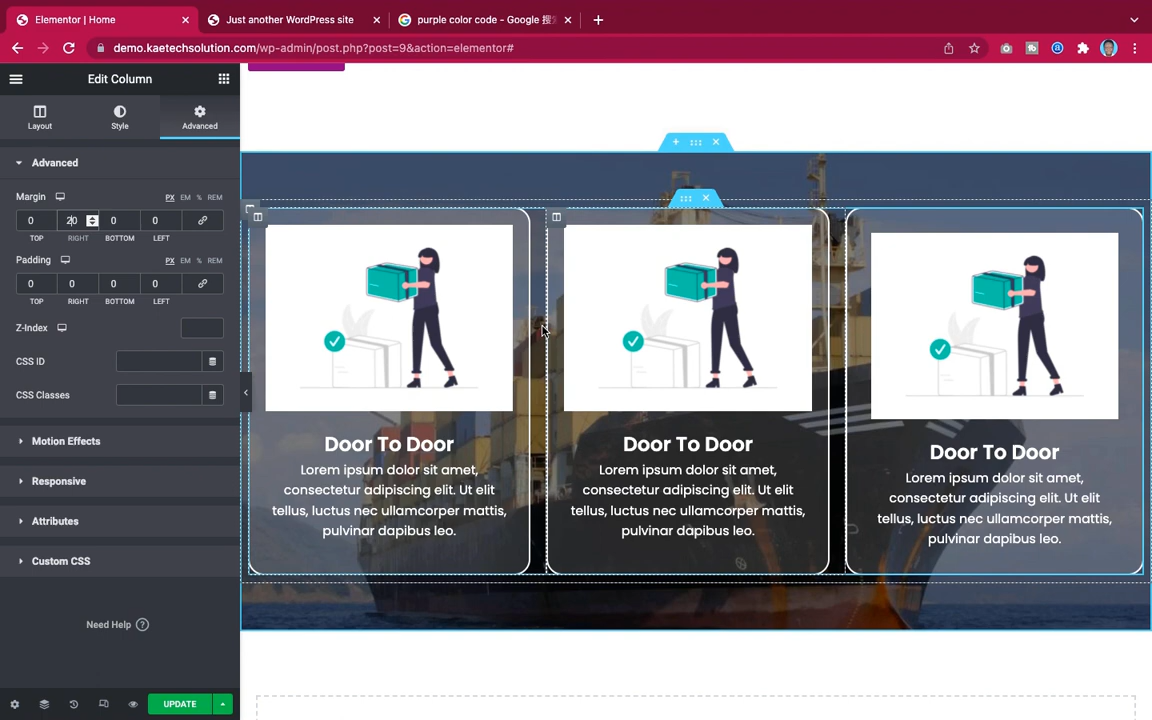 Elementor | Home
Just another WordPress site
purple color code - Google 搜
demo.kaetechsolution.com/wp-admin/post.php?post=9&action=elementor#
Edit Column
Layout
Style
Advanced
Advanced
Margin
PX EM % REM
0 20 0 0
TOP RIGHT BOTTOM LEFT
Padding
PX EM % REM
0 0 0 0
TOP RIGHT BOTTOM LEFT
Z-Index
CSS ID
CSS Classes
Motion Effects
Responsive
Attributes
Custom CSS
Need Help ?
UPDATE
Door To Door
Lorem ipsum dolor sit amet,
consectetur adipiscing elit. Ut elit
tellus, luctus nec ullamcorper mattis,
pulvinar dapibus leo.
Door To Door
Lorem ipsum dolor sit amet,
consectetur adipiscing elit. Ut elit
tellus, luctus nec ullamcorper mattis,
pulvinar dapibus leo.
Door To Door
Lorem ipsum dolor sit amet,
consectetur adipiscing elit. Ut elit
tellus, luctus nec ullamcorper mattis,
pulvinar dapibus leo.